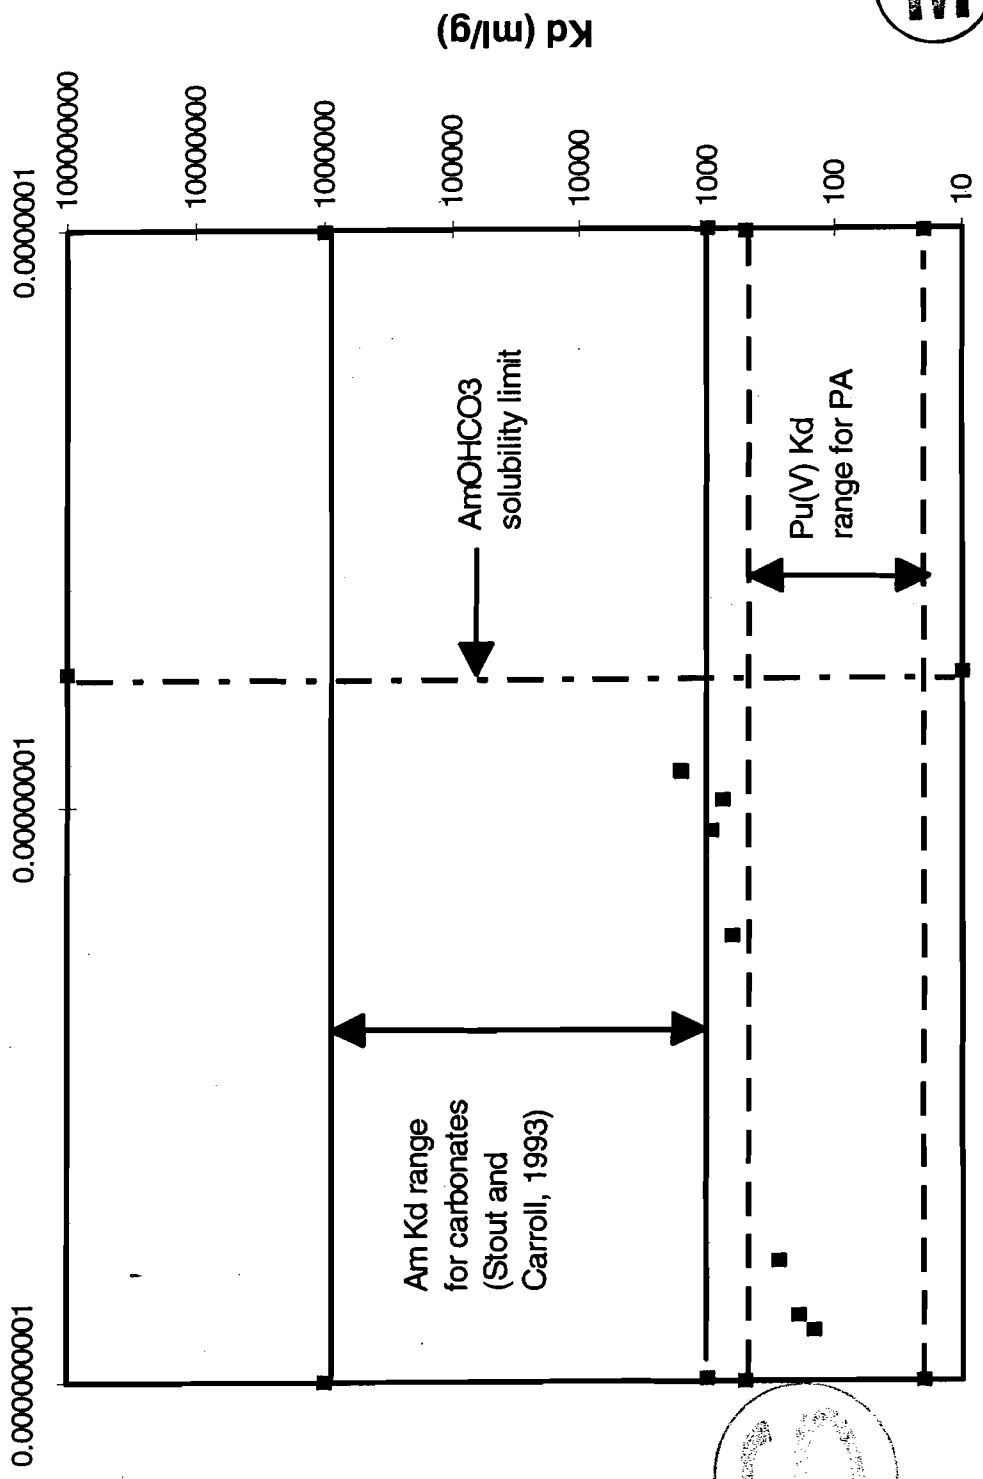 0.000000001
0.00000001
0.0000001
100000000
10000000
1000000
100000
10000
1000
100
10
Kd (ml/g)
Am Kd range
for carbonates
(Stout and
Carroll, 1993)
AmOHCO3
solubility limit
Pu(V) Kd
range for PA